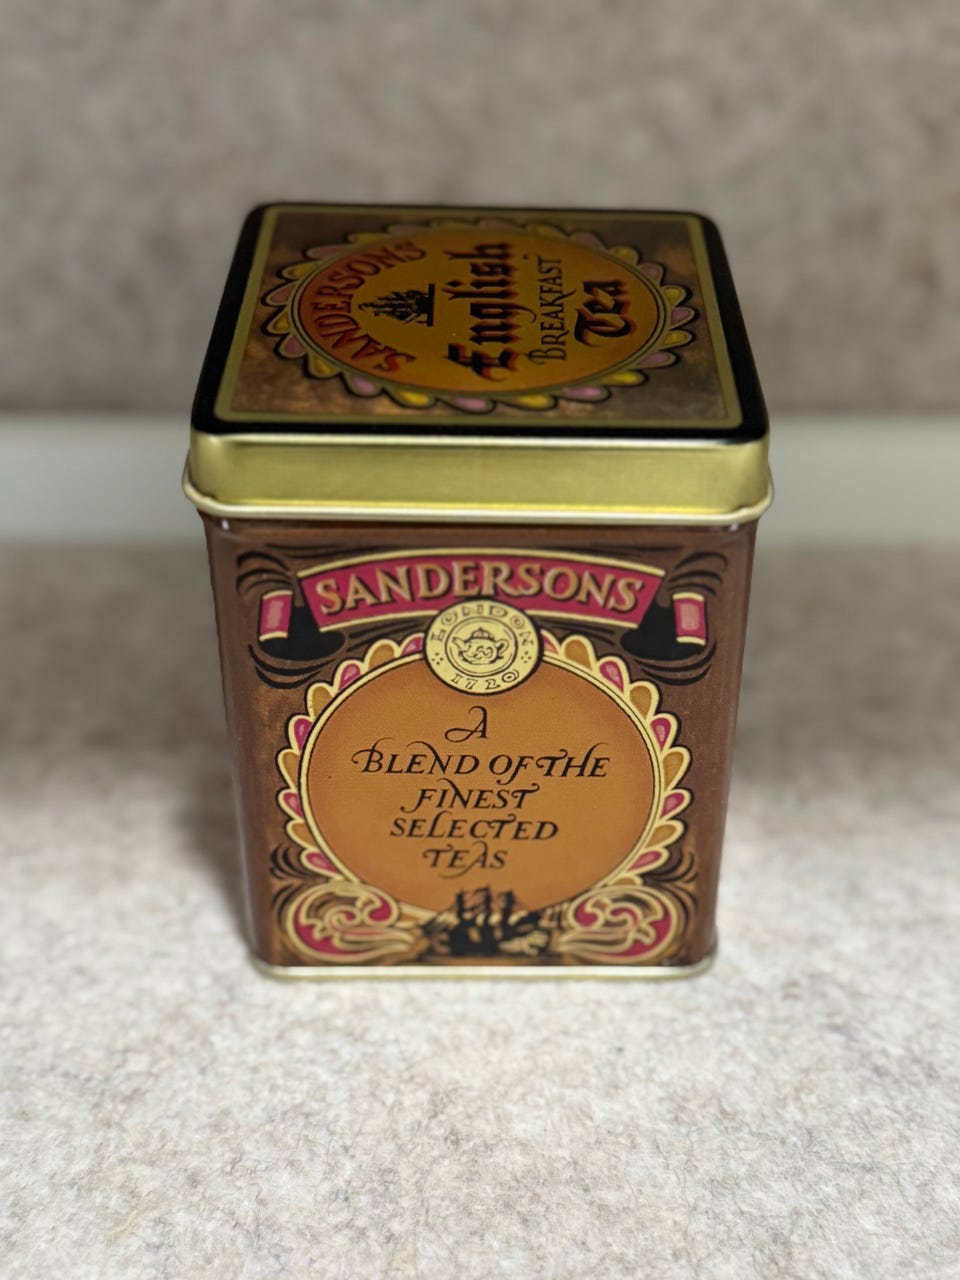 SANDERSONS
English
BREAKFAST
Tea
SANDERSONS
LONDON
1720
A
BLEND OF THE
FINEST
SELECTED
TEAS